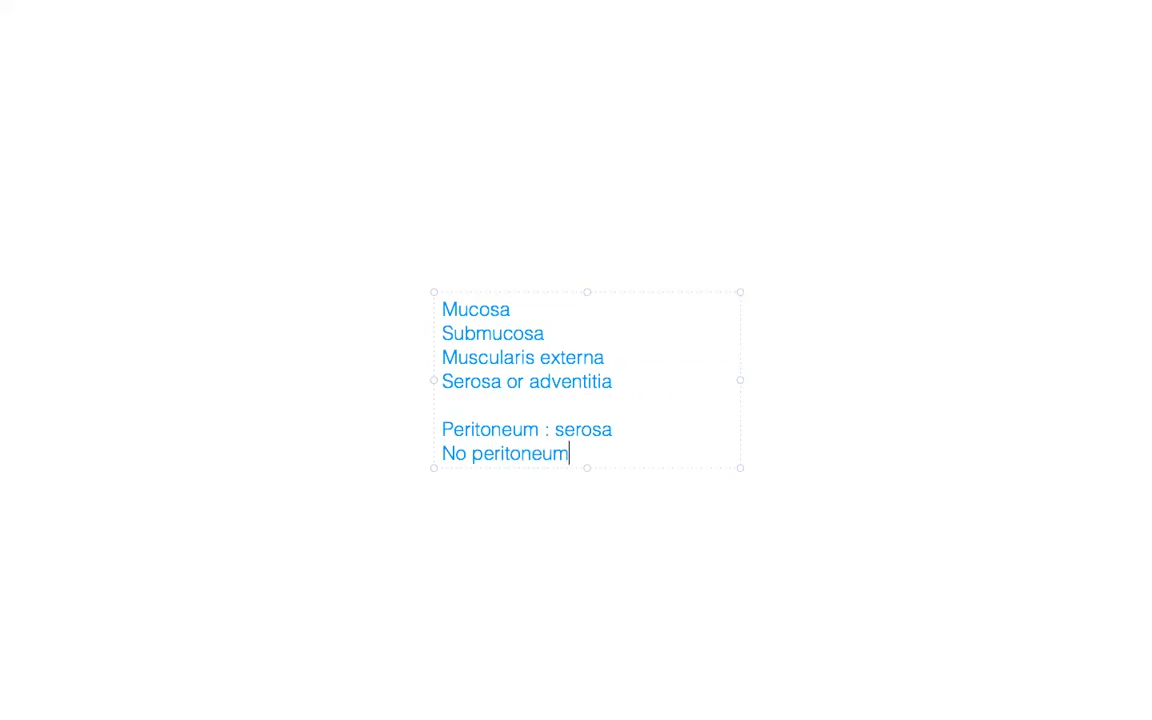 Mucosa
Submucosa
Muscularis externa
Serosa or adventitia
Peritoneum : serosa
No peritoneum